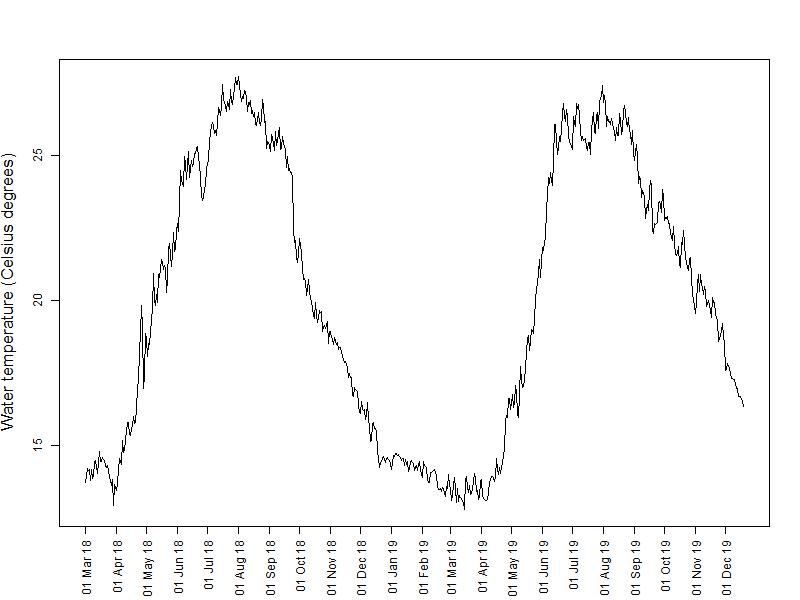 Water temperature (Celsius degrees)
25
20
15
01 Mar 18
01 Apr 18
01 May 18
01 Jun 18
01 Jul 18
01 Aug 18
01 Sep 18
01 Oct 18
01 Nov 18
01 Dec 18
01 Jan 19
01 Feb 19
01 Mar 19
01 Apr 19
01 May 19
01 Jun 19
01 Jul 19
01 Aug 19
01 Sep 19
01 Oct 19
01 Nov 19
01 Dec 19